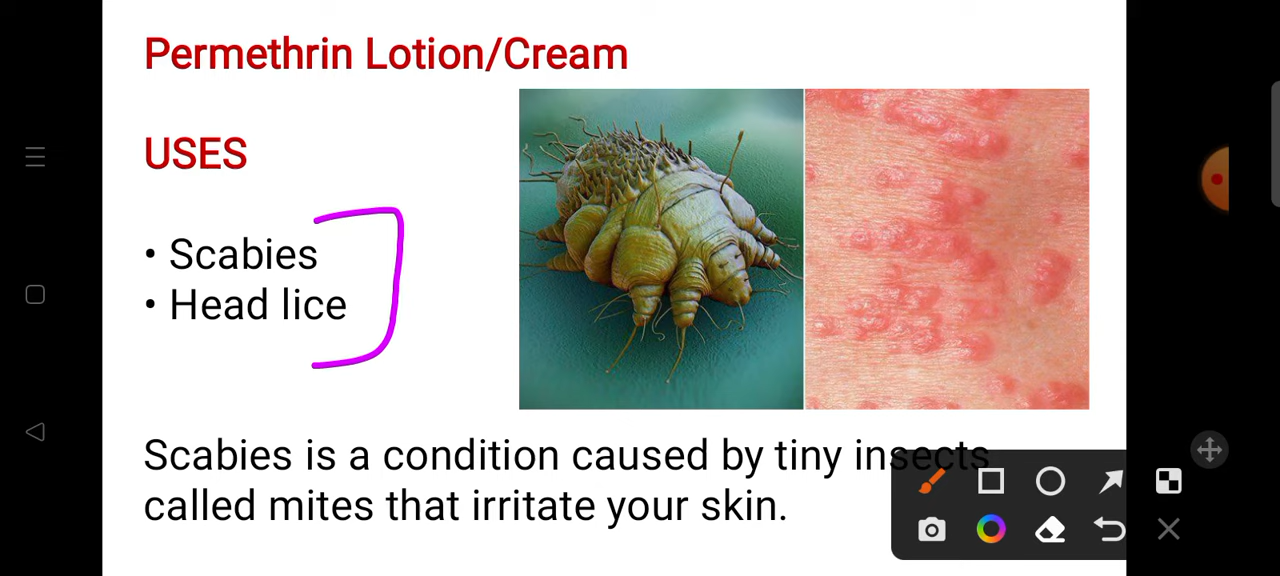 Permethrin Lotion/Cream
USES
• Scabies
• Head lice
Scabies is a condition caused by tiny insects
called mites that irritate your skin.